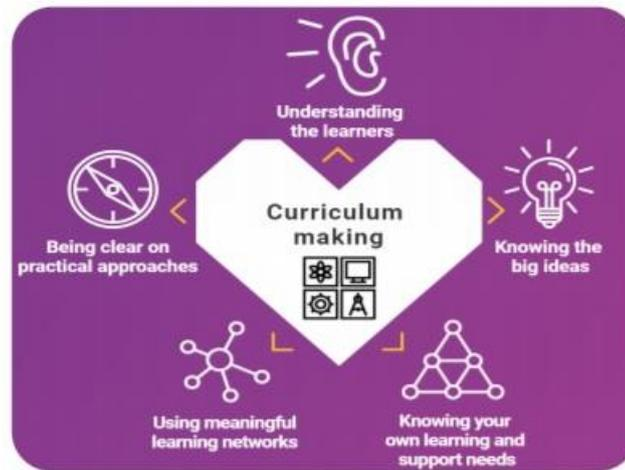 Understanding
the learners
Curriculum
making
Being clear on
practical approaches
Knowing the
big ideas
Using meaningful
learning networks
Knowing your
own learning and
support needs